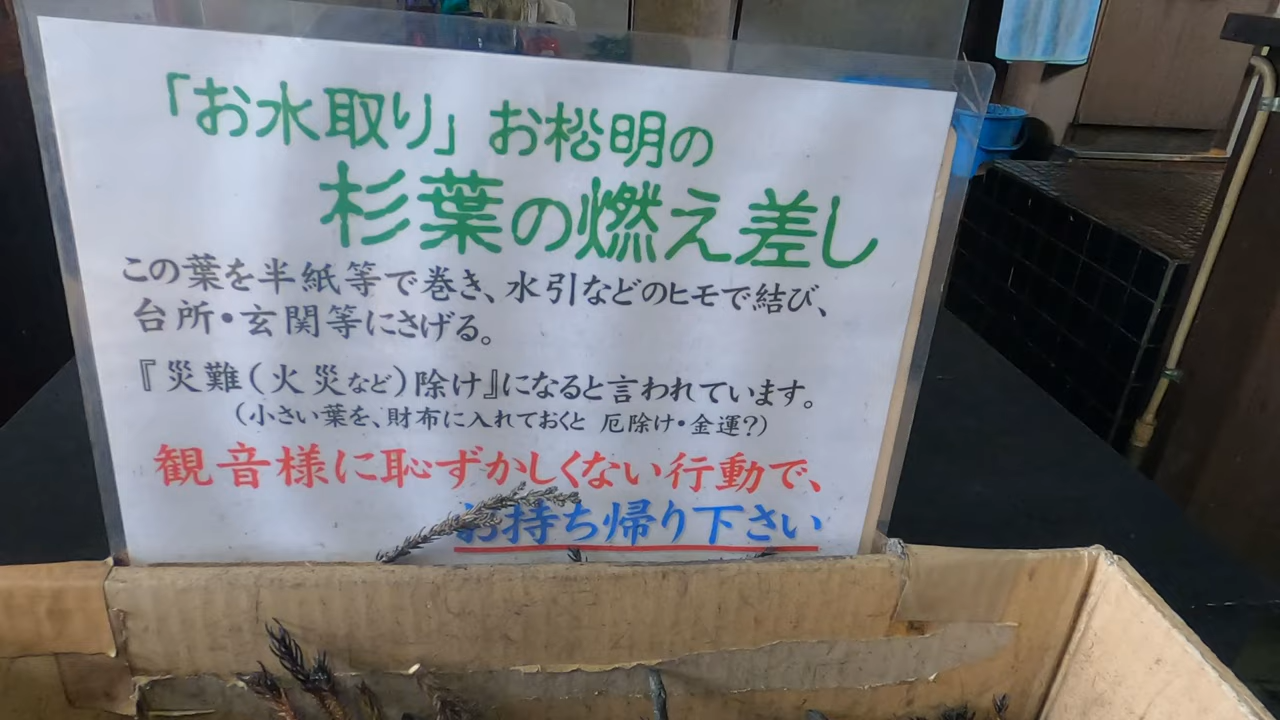 「お水取り」お松明の
杉葉の燃え差し
この葉を半紙等で巻き、水引などのヒモで結び、
台所・玄関等にさげる。
『災難(火災など)除け』になると言われています。
(小さい葉を、財布に入れておくと 厄除け・金運?)
観音様に恥ずかしくない行動で、
お持ち帰り下さい